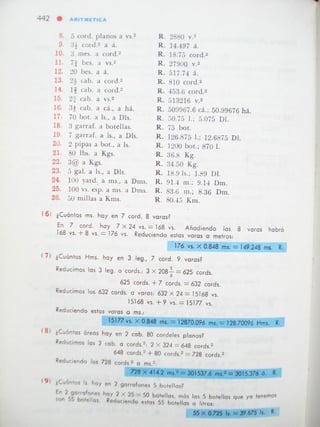 442 • ARITMETICA
8. 5 cord. planos a vs.² R. 2880 v.²
9. 3½ cord.² a á. R. 14.497 á.
10. 3 mes. a cord.² R. 18.75 cord.²
11. 7¾ bes. a vs.² R. 27900 v.²
12. 20 bes. a á. R. 517.74 á.
13. 2½ cab. a cord.² R. 810 cord.²
14. cab. a cord.² R. 453.6 cord.²
15. cab. a vs.² R. 513216 v.²
16. 3¾ cab. a cá., a há. R. 509967.6 cá.; 50.99676 há.
17. 70 bot. a ls., a Dls. R. 50.75 l.; 5.075 Dl.
18. 3 garraf. a botellas. R. 75 bot.
19. 7 garraf. a ls., a Dls. R. 126.875 l.; 12.6875 Dl.
20. 2 pipas a bot., a ls. R. 1200 bot.; 870 l.
21. 80 lbs. a Kgs. R. 36.8 Kg.
22. 3@ a Kgs. R. 34.50 Kg.
23. 5 gal. a ls., a Dls. R. 18.9 ls.; 1.89 Dl.
24. 100 yard. a ms., a Dms. R. 91.4 m.; 9.14 Dm.
25. 100 vs. esp. a ms. a Dms. R. 83.6 m.; 8.36 Dm.
26. 50 millas a Kms. R. 80.45 Km.
(6) ¿Cuántos ms. hay en 7 cord. 8 varas?
En 7 cord. hay 7 × 24 vs. = 168 vs. Añadiendo las 8 varas habrá
168 vs. + 8 vs. = 176 vs. Reduciendo estas varas a metros:
176 vs. × 0.848 ms. = 149.248 ms. R.
(7) ¿Cuántos Hms. hay en 3 leg., 7 cord. 9 varas?
Reducimos las 3 leg. a cords.: 3 × 208⅓ = 625 cords.
625 cords. + 7 cords. = 632 cords.
Reducimos los 632 cords. a varas: 632 × 24 = 15168 vs.
15168 vs. + 9 vs. = 15177 vs.
Reduciendo estas varas a ms.:
15177 vs. × 0.848 ms. = 12870.096 ms. = 128.70096 Hms. R.
(8) ¿Cuántas áreas hay en 2 cab. 80 cordeles planos?
Reducimos las 2 cab. a cords.²: 2 × 324 = 648 cords.²
648 cords.² + 80 cords.² = 728 cords.²
Reduciendo los 728 cords.² a ms.²:
728 × 414.2 ms.² = 301537.6 ms.² = 3015.376 á. R.
(9) ¿Cuántos ls. hay en 2 garrafones 5 botellas?
En 2 garrafones hay 2 × 25 = 50 botellas, más las 5 botellas que ya tenemos
son 55 botellas. Reduciendo estas 55 botellas a litros:
55 × 0.725 ls. = 39.875 ls. R.